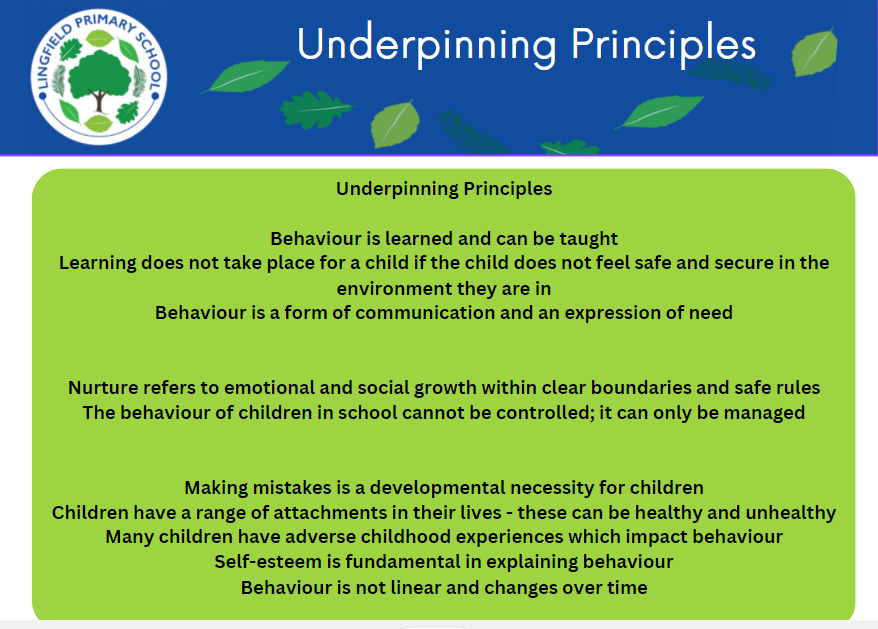 LINGFIELD PRIMARY SCHOOL
Underpinning Principles
Underpinning Principles
Behaviour is learned and can be taught
Learning does not take place for a child if the child does not feel safe and secure in the
environment they are in
Behaviour is a form of communication and an expression of need
Nurture refers to emotional and social growth within clear boundaries and safe rules
The behaviour of children in school cannot be controlled; it can only be managed
Making mistakes is a developmental necessity for children
Children have a range of attachments in their lives - these can be healthy and unhealthy
Many children have adverse childhood experiences which impact behaviour
Self-esteem is fundamental in explaining behaviour
Behaviour is not linear and changes over time